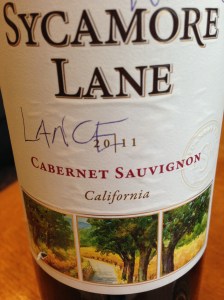 SYCAMORE
LANE
LANCE
2011
CABERNET SAUVIGNON
California